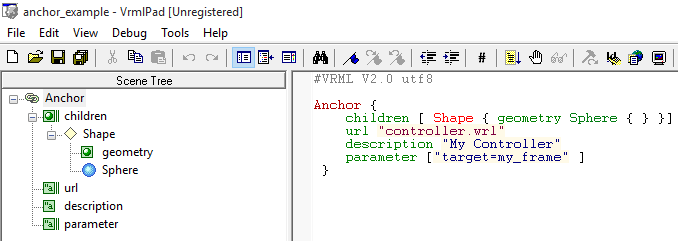 anchor_example - VrmlPad [Unregistered]
File Edit View Debug Tools Help
Scene Tree
Anchor
children
Shape
geometry
Sphere
url
description
parameter
#VRML V2.0 utf8
Anchor {
children [ Shape { geometry Sphere { } }]
url "controller.wrl"
description "My Controller"
parameter ["target=my_frame" ]
}